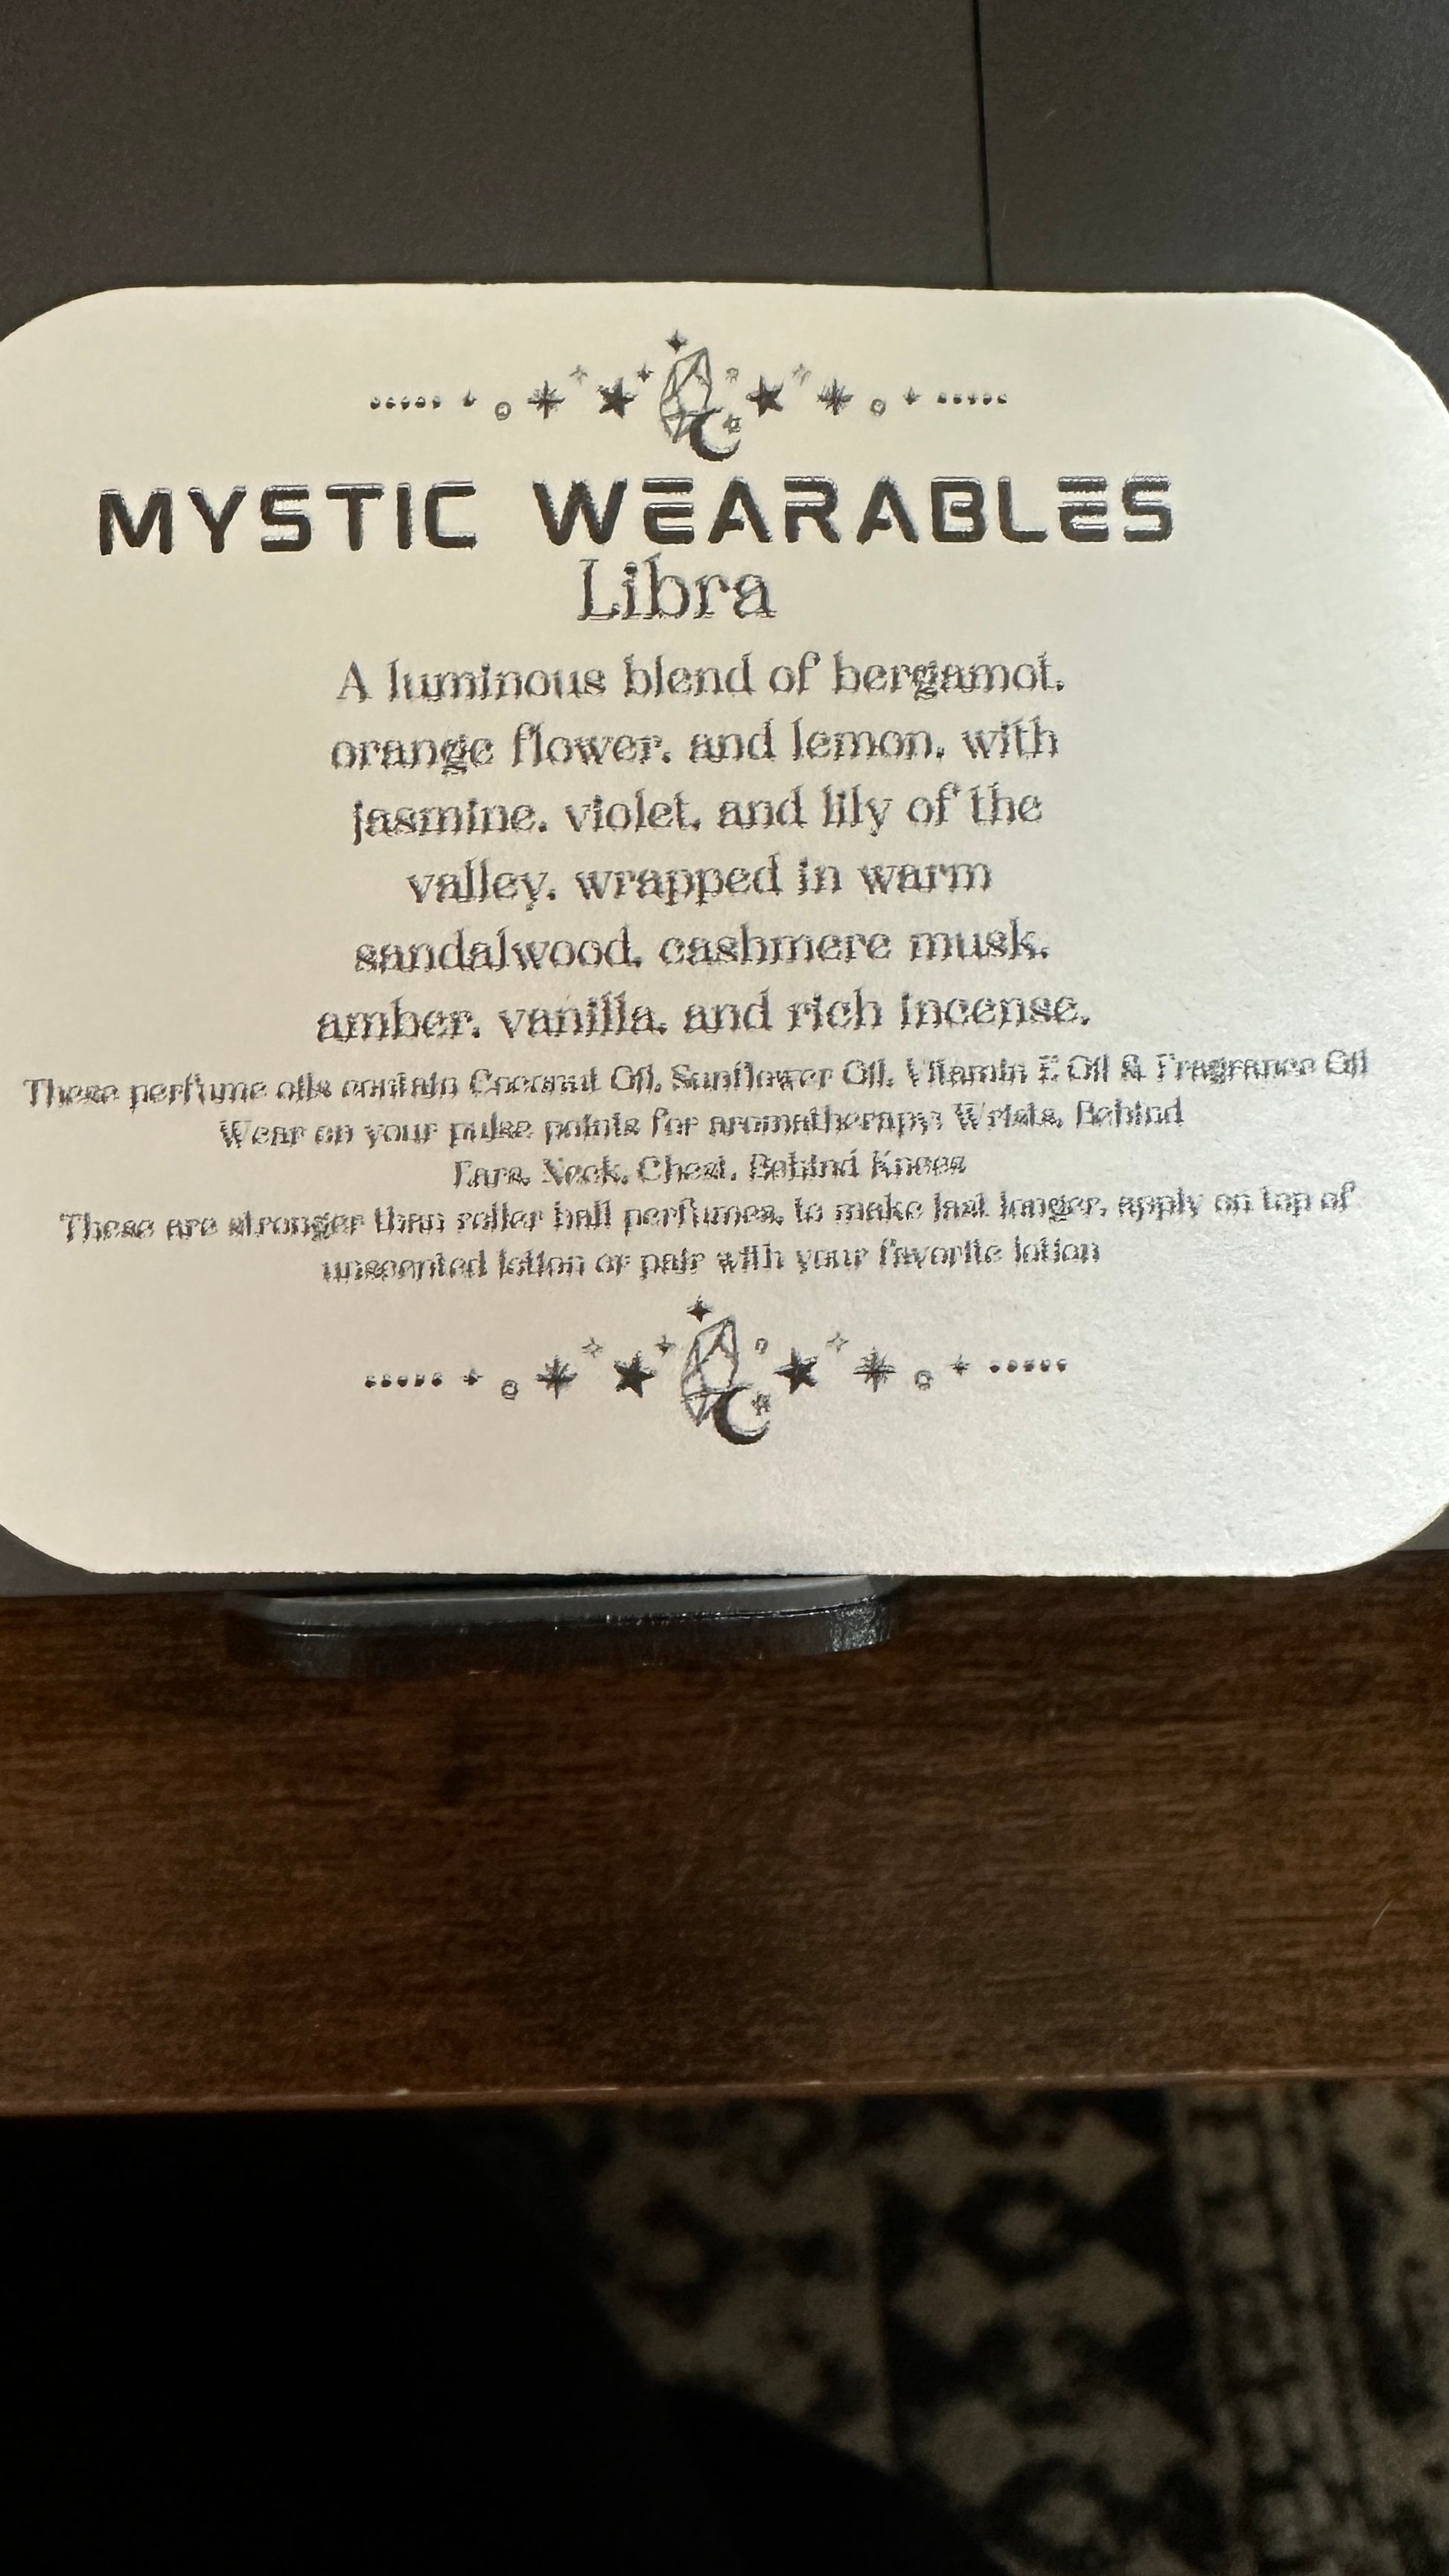 MYSTIC WEARABLES
Libra
A luminous blend of bergamot,
orange flower, and lemon, with
jasmine, violet, and lily of the
valley, wrapped in warm
sandalwood, cashmere musk,
amber, vanilla, and rich incense.
These perfume oils contain Coconut Oil, Sunflower Oil, Vitamin E Oil & Fragrance Oil
Wear on your pulse points for aromatherapy: Wrists, Behind
Ears, Neck, Chest, Behind Knees
These are stronger than roller ball perfumes, to make last longer, apply on top of
unscented lotion or pair with your favorite lotion